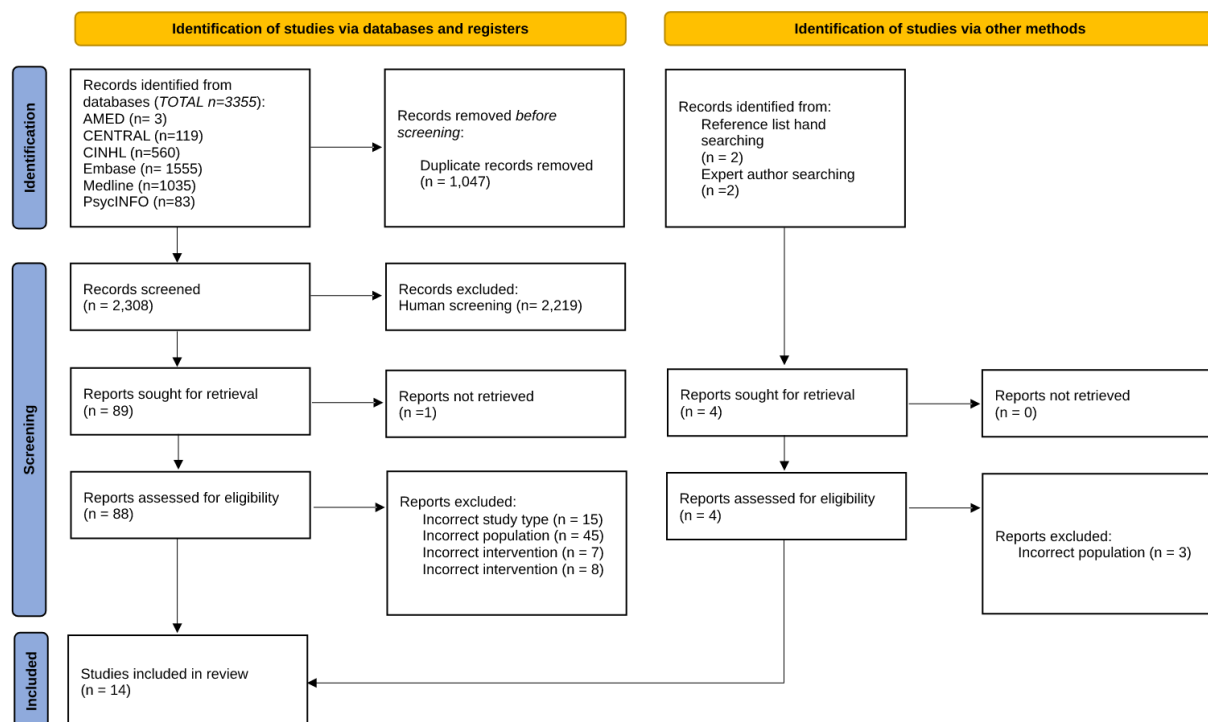 Identification of studies via databases and registers
Identification of studies via other methods
Identification
Records identified from
databases (TOTAL n=3355):
AMED (n= 3)
CENTRAL (n=119)
CINHL (n=560)
Embase (n= 1555)
Medline (n=1035)
PsycINFO (n=83)
Records removed before
screening:
Duplicate records removed
(n = 1,047)
Records identified from:
Reference list hand
searching
(n = 2)
Expert author searching
(n =2)
Screening
Records screened
(n = 2,308)
Records excluded:
Human screening (n= 2,219)
Reports sought for retrieval
(n = 89)
Reports not retrieved
(n =1)
Reports sought for retrieval
(n = 4)
Reports not retrieved
(n = 0)
Reports assessed for eligibility
(n = 88)
Reports excluded:
Incorrect study type (n = 15)
Incorrect population (n = 45)
Incorrect intervention (n = 7)
Incorrect intervention (n = 8)
Reports assessed for eligibility
(n = 4)
Reports excluded:
Incorrect population (n = 3)
Included
Studies included in review
(n = 14)